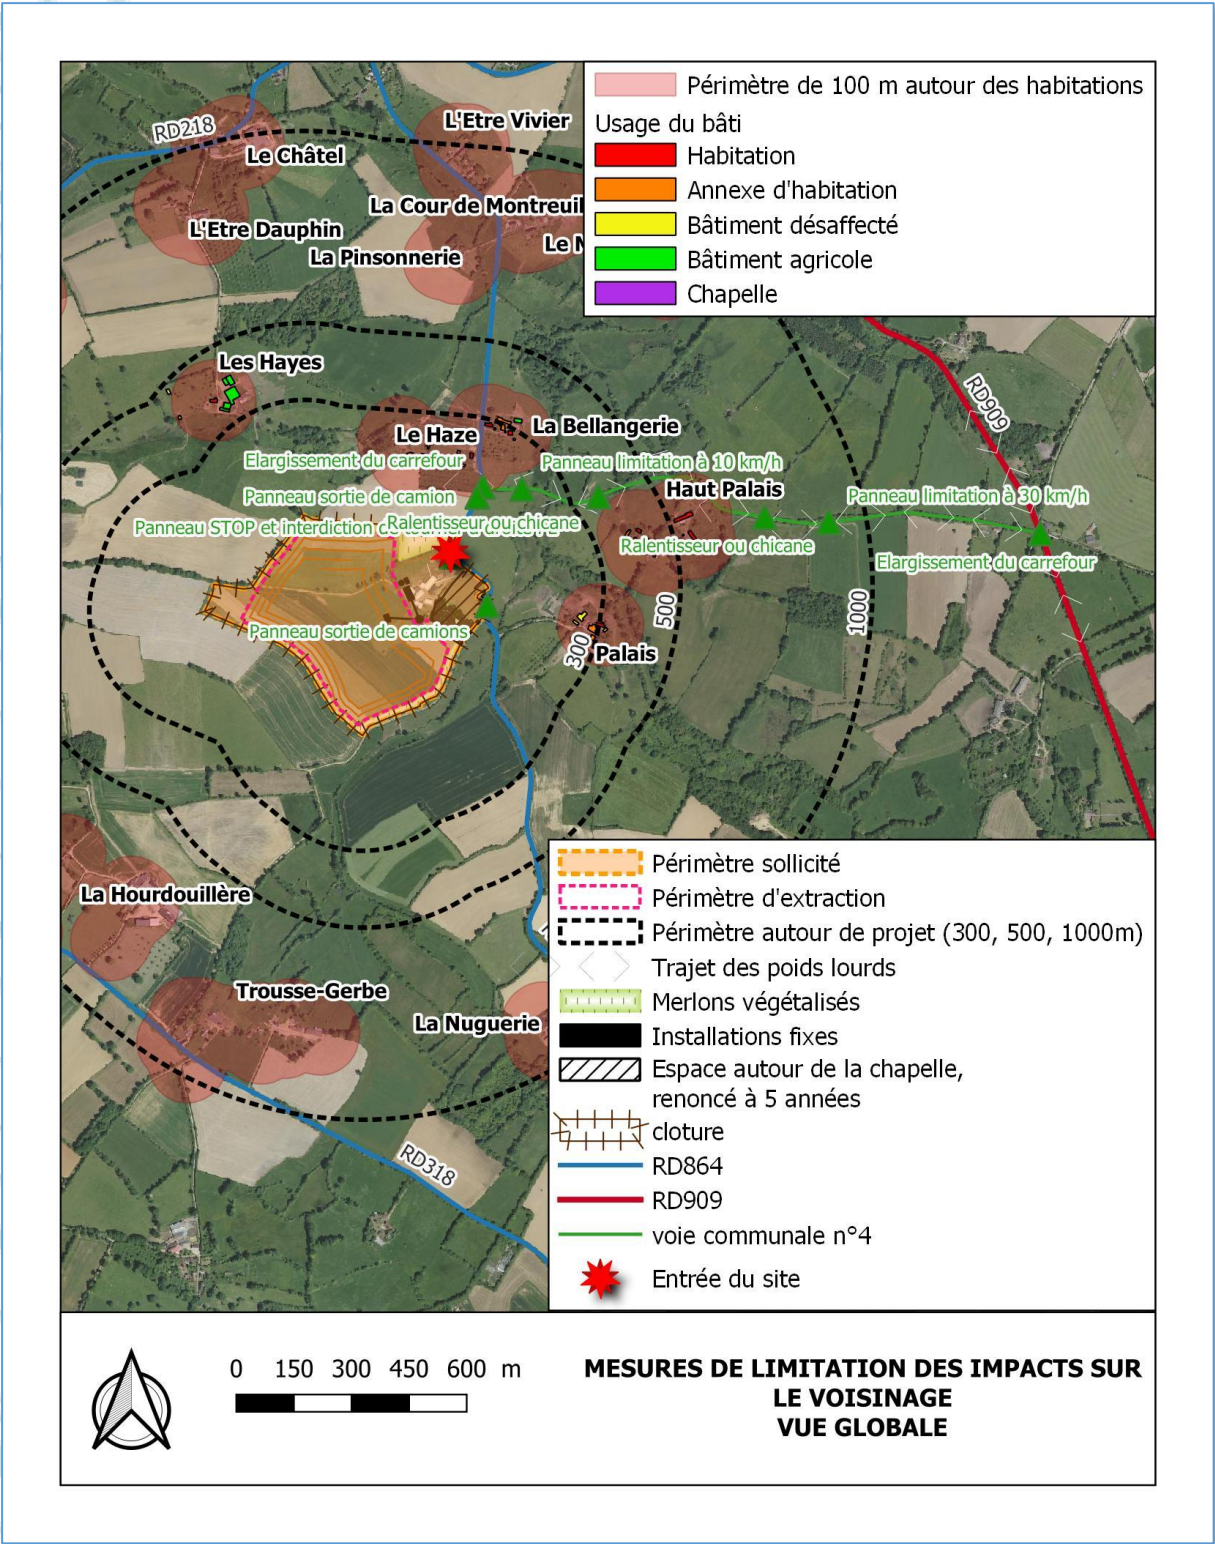 Périmètre de 100 m autour des habitations
Usage du bâti
Habitation
Annexe d'habitation
Bâtiment désaffecté
Bâtiment agricole
Chapelle
RD218
L'Etre Vivier
Le Châtel
La Cour de Montreuil
L'Etre Dauphin
Le
La Pinsonnerie
Les Hayes
RD909
La Bellangerie
Le Haze
Elargissement du carrefour
Panneau limitation à 10 km/h
Haut Palais
Panneau sortie de camion
Panneau limitation à 30 km/h
Panneau STOP et interdiction
Ralentisseur ou chicane
Ralentisseur ou chicane
Elargissement du carrefour
500
1000
Panneau sortie de camions
300
Palais
La Hourdouillère
Trousse-Gerbe
La Nuguerie
RD318
Périmètre sollicité
Périmètre d'extraction
Périmètre autour de projet (300, 500, 1000m)
Trajet des poids lourds
Merlons végétalisés
Installations fixes
Espace autour de la chapelle,
renoncé à 5 années
cloture
RD864
RD909
voie communale n°4
Entrée du site
0 150 300 450 600 m
MESURES DE LIMITATION DES IMPACTS SUR
LE VOISINAGE
VUE GLOBALE